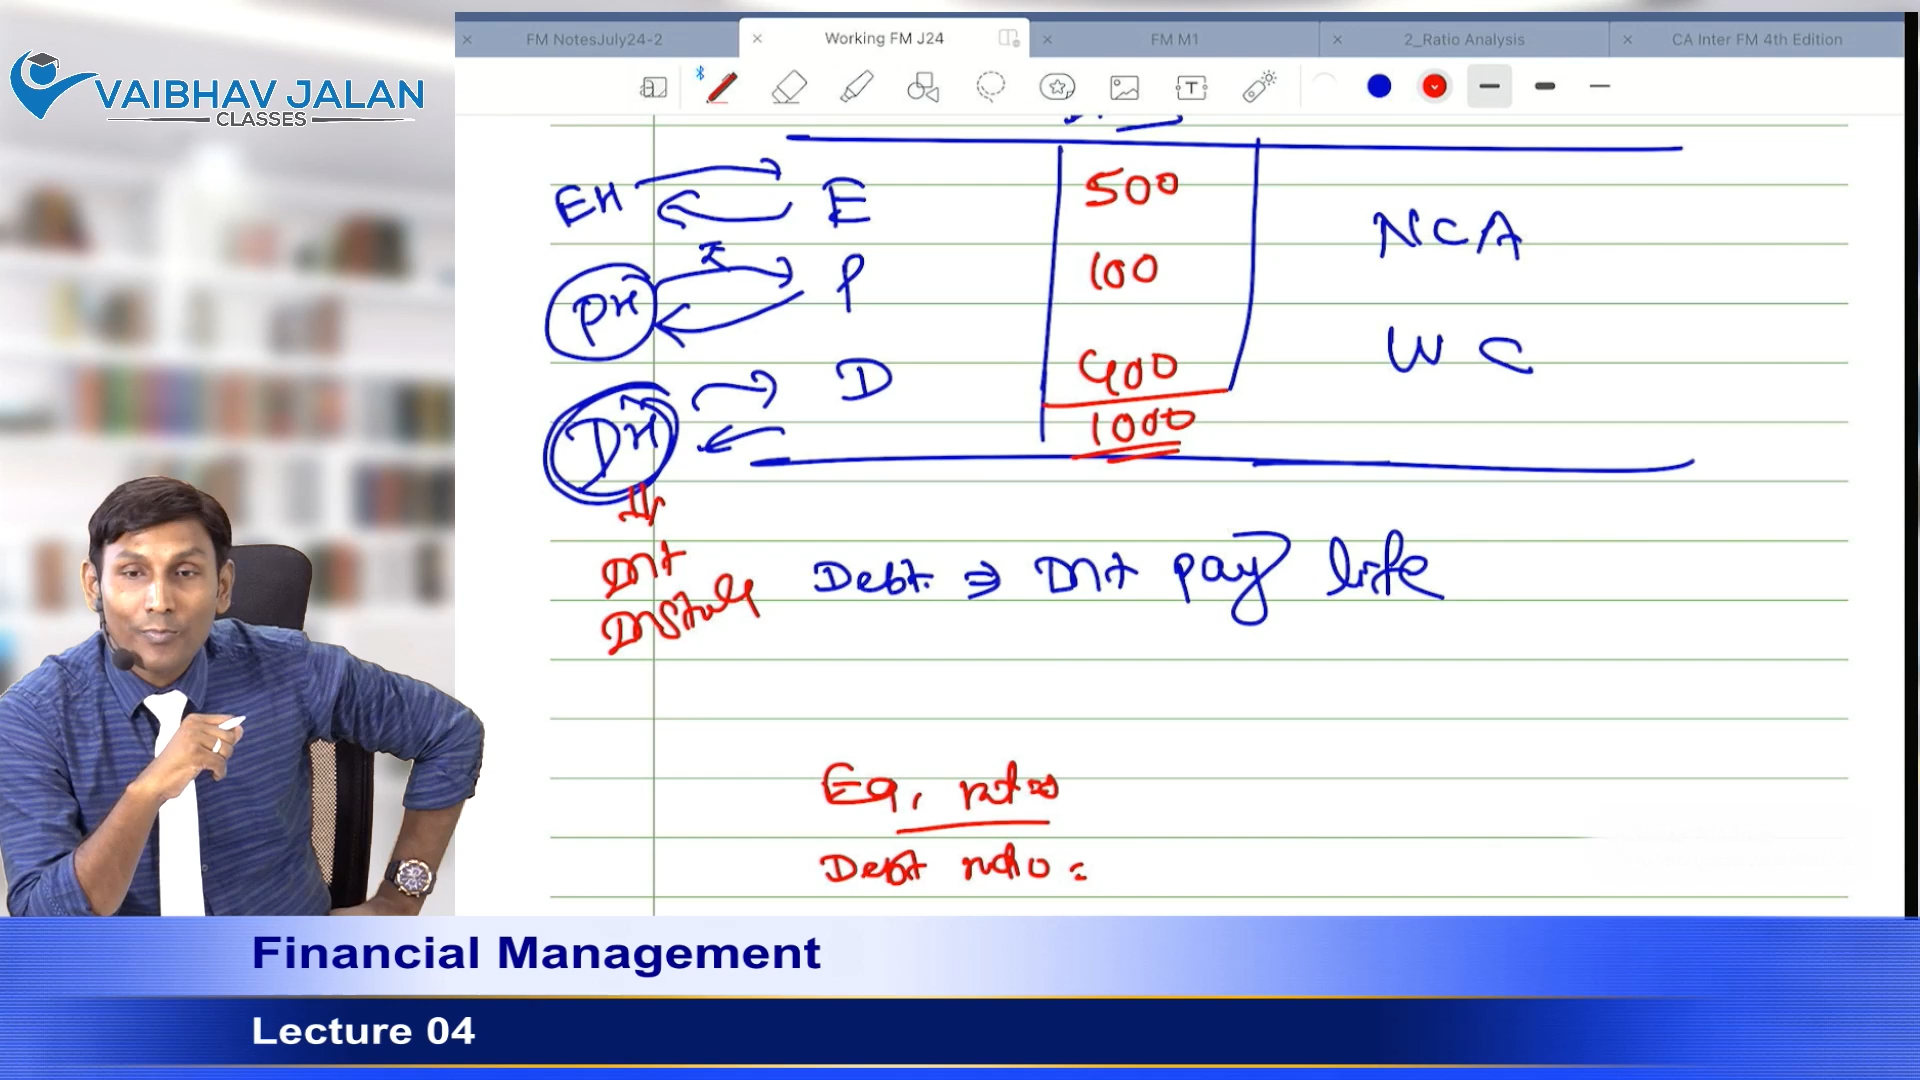 VAIBHAV JALAN
CLASSES
FM NotesJuly24-2
Working FM J24
FM M1
2_Ratio Analysis
CA Inter FM 4th Edition
EH E 500
NCA
₹
PH P 100
WC
DH D 400
1000
Int
Debt ⇒ Int pay life
Eq. ratio
Debt ratio =
Financial Management
Lecture 04